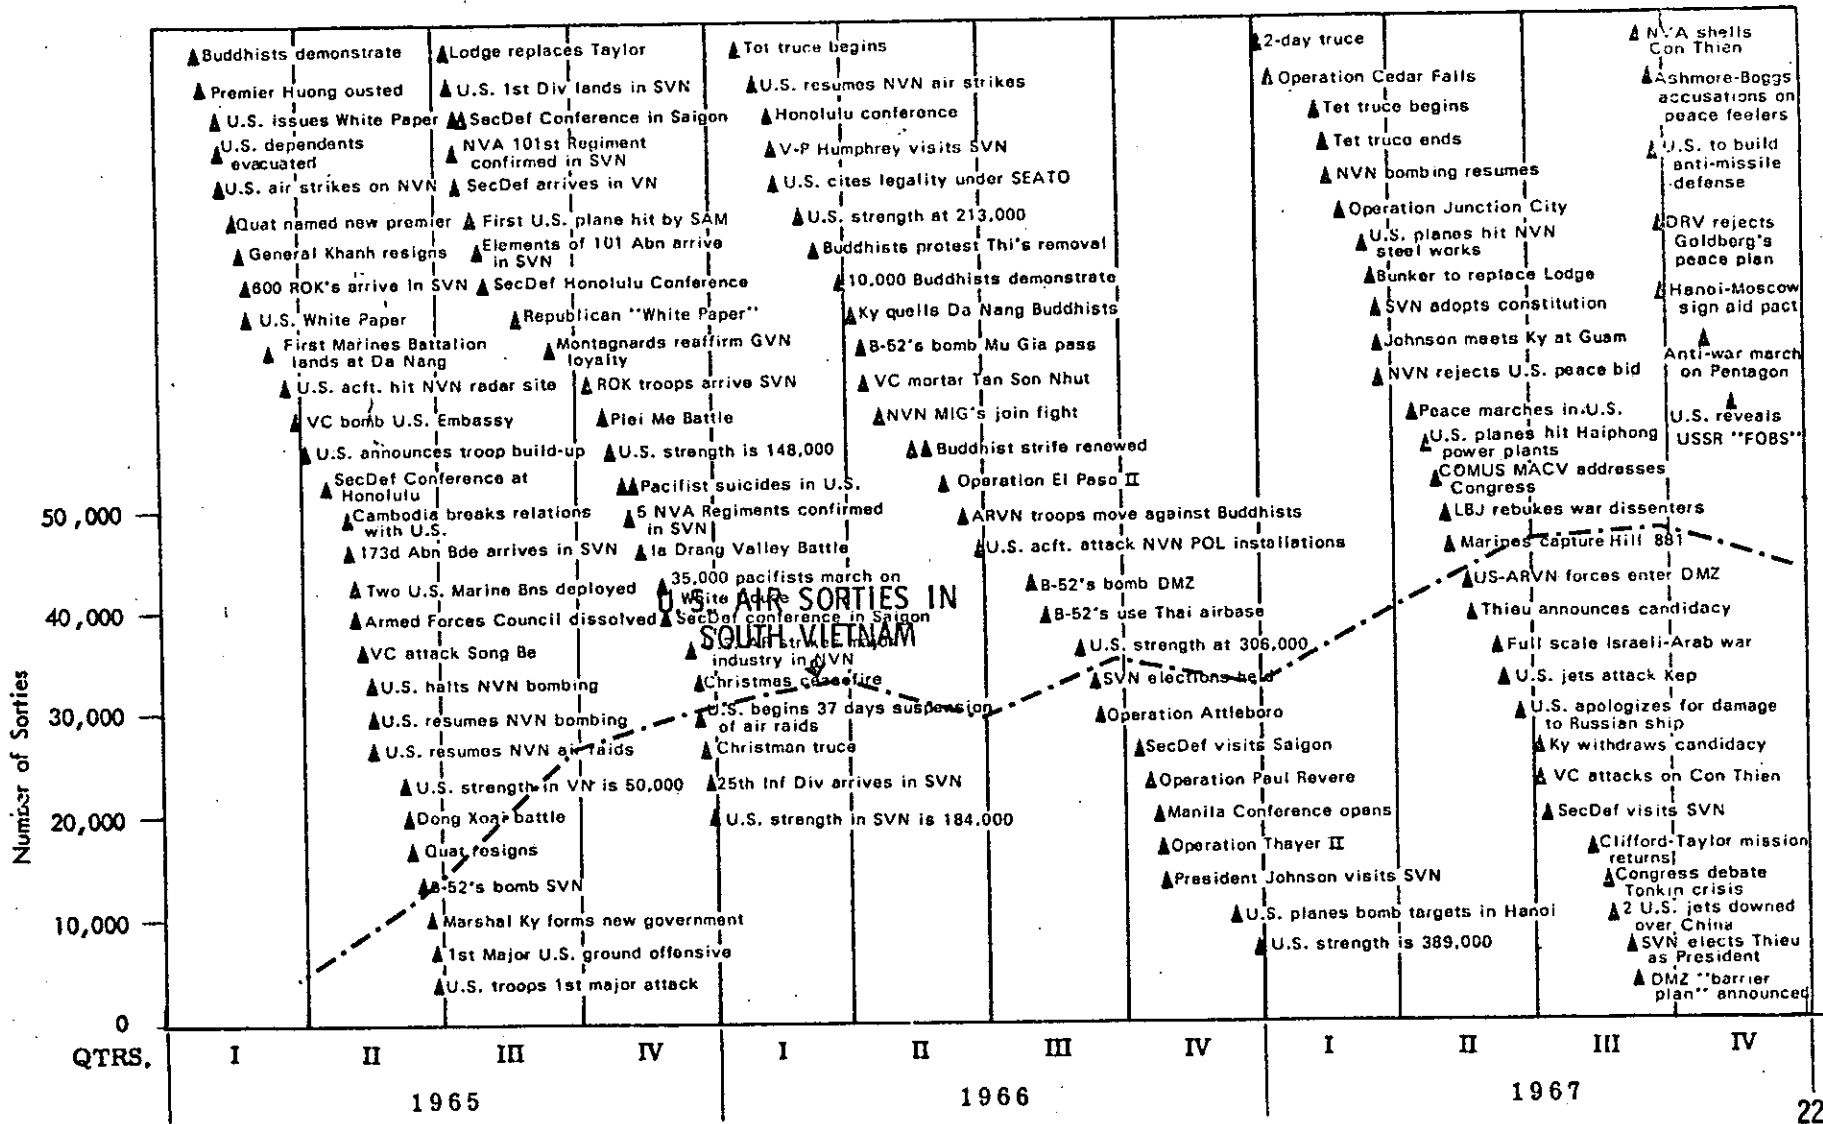 Buddhists demonstrate
Premier Huong ousted
U.S. issues White Paper
U.S. dependents
evacuated
U.S. air strikes on NVN
Quat named new premier
General Khanh resigns
600 ROK's arrive in SVN
U.S. White Paper
First Marines Battalion
lands at Da Nang
U.S. acft. hit NVN radar site
VC bomb U.S. Embassy
U.S. announces troop build-up
SecDef Conference at
Honolulu
Cambodia breaks relations
with U.S.
173d Abn Bde arrives in SVN
Two U.S. Marine Bns deployed
Armed Forces Council dissolved
VC attack Song Be
U.S. halts NVN bombing
U.S. resumes NVN bombing
U.S. resumes NVN air raids
U.S. strength in VN is 50,000
Dong Xoai battle
Quat resigns
B-52's bomb SVN
Marshal Ky forms new government
1st Major U.S. ground offensive
U.S. troops 1st major attack
Lodge replaces Taylor
U.S. 1st Div lands in SVN
SecDef Conference in Saigon
NVA 101st Regiment
confirmed in SVN
SecDef arrives in VN
First U.S. plane hit by SAM
Elements of 101 Abn arrive
in SVN
SecDef Honolulu Conference
Republican "White Paper"
Montagnards reaffirm GVN
loyalty
ROK troops arrive SVN
Plei Me Battle
U.S. strength is 148,000
Pacifist suicides in U.S.
5 NVA Regiments confirmed
in SVN
Ia Drang Valley Battle
35,000 pacifists march on
White House
SecDef conference in Saigon
industry in NVN
Christmas ceasefire
U.S. begins 37 days suspension
of air raids
Christman truce
25th Inf Div arrives in SVN
U.S. strength in SVN is 184,000
U.S. AIR SORTIES IN
SOUTH VIETNAM
Tet truce begins
U.S. resumes NVN air strikes
Honolulu conference
V-P Humphrey visits SVN
U.S. cites legality under SEATO
U.S. strength at 213,000
Buddhists protest Thi's removal
10,000 Buddhists demonstrate
Ky quells Da Nang Buddhists
B-52's bomb Mu Gia pass
VC mortar Tan Son Nhut
NVN MIG's join fight
Buddhist strife renewed
Operation El Paso II
ARVN troops move against Buddhists
U.S. acft. attack NVN POL installations
B-52's bomb DMZ
B-52's use Thai airbase
U.S. strength at 306,000
SVN elections held
Operation Attleboro
SecDef visits Saigon
Operation Paul Revere
Manila Conference opens
Operation Thayer II
President Johnson visits SVN
U.S. planes bomb targets in Hanoi
U.S. strength is 389,000
2-day truce
Operation Cedar Falls
Tet truce begins
Tet truce ends
NVN bombing resumes
Operation Junction City
U.S. planes hit NVN
steel works
Bunker to replace Lodge
SVN adopts constitution
Johnson meets Ky at Guam
NVN rejects U.S. peace bid
Peace marches in U.S.
U.S. planes hit Haiphong
power plants
COMUS MACV addresses
Congress
LBJ rebukes war dissenters
Marines capture Hill 881
US-ARVN forces enter DMZ
Thieu announces candidacy
Full scale Israeli-Arab war
U.S. jets attack Kep
U.S. apologizes for damage
to Russian ship
Ky withdraws candidacy
VC attacks on Con Thien
SecDef visits SVN
Clifford-Taylor mission
returns
Congress debate
Tonkin crisis
2 U.S. jets downed
over China
SVN elects Thieu
as President
DMZ "barrier
plan" announced
NVA shells
Con Thien
Ashmore-Boggs
accusations on
peace feelers
U.S. to build
anti-missile
defense
DRV rejects
Goldberg's
peace plan
Hanoi-Moscow
sign aid pact
Anti-war march
on Pentagon
U.S. reveals
USSR "FOBS"
Number of Sorties
50,000
40,000
30,000
20,000
10,000
0
QTRS. I II III IV I II III IV I II III IV
1965 1966 1967
22